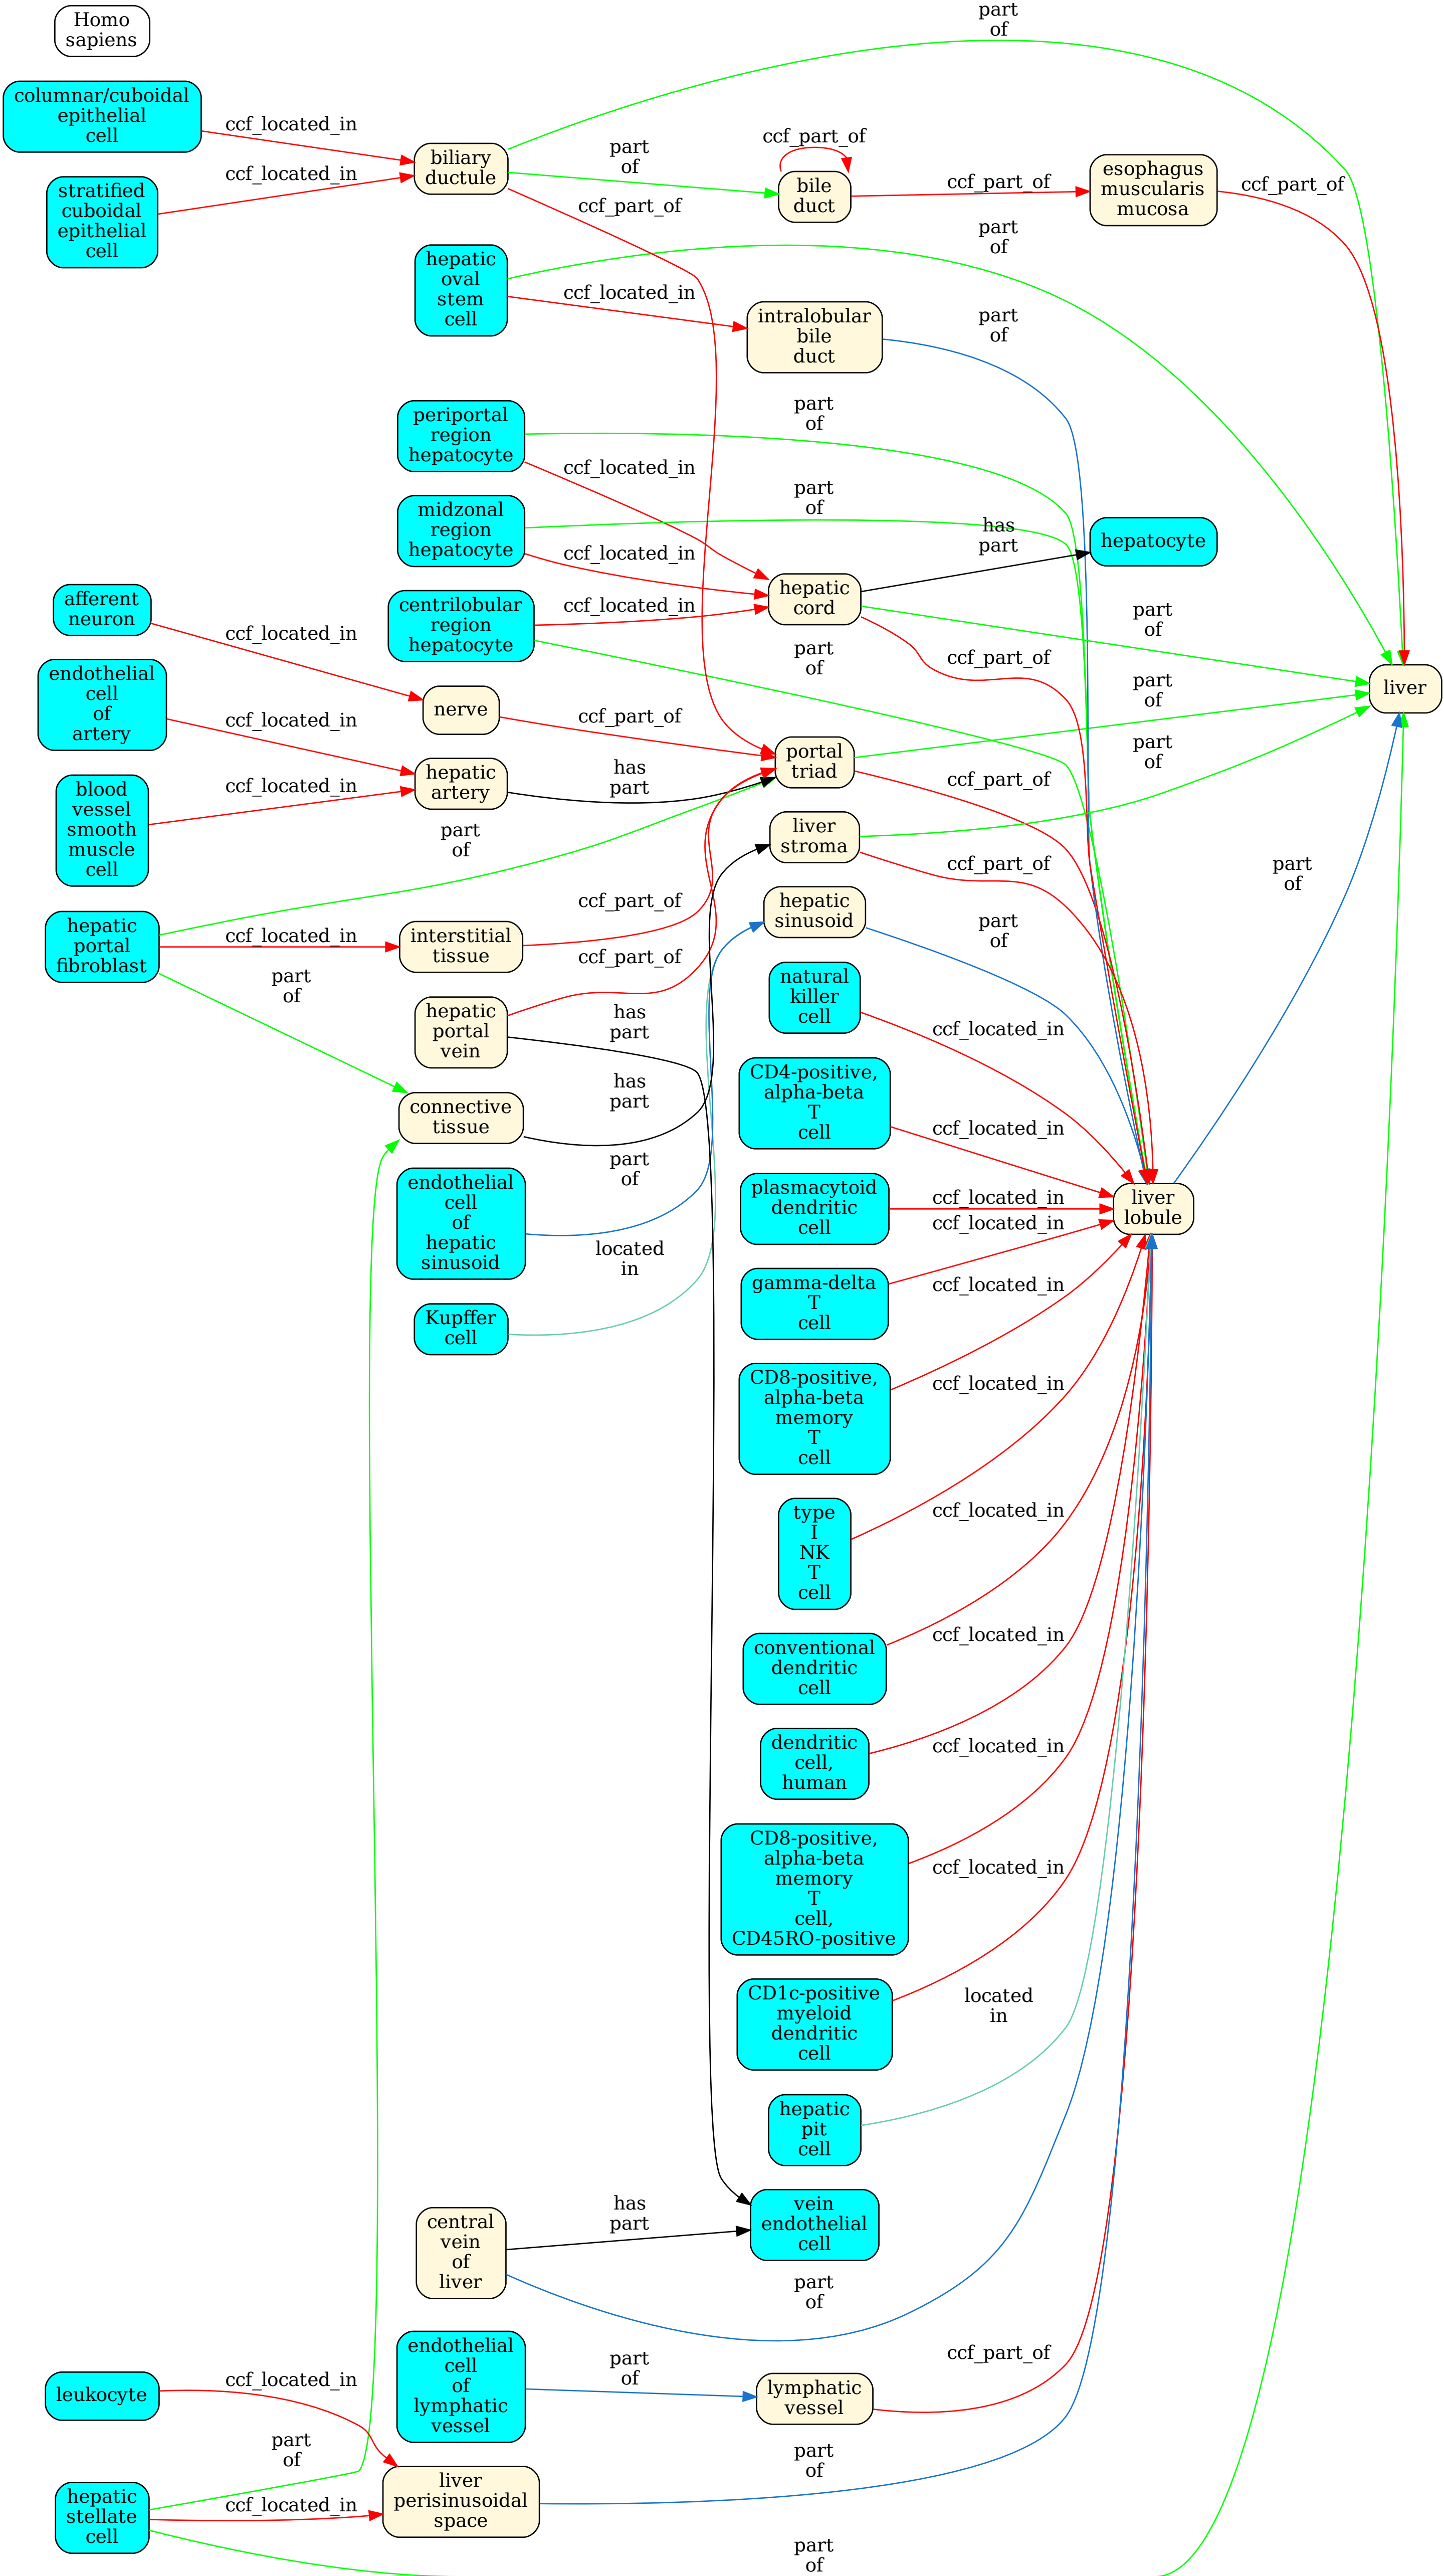 Homo
sapiens
columnar/cuboidal
epithelial
cell
stratified
cuboidal
epithelial
cell
afferent
neuron
endothelial
cell
of
artery
blood
vessel
smooth
muscle
cell
hepatic
portal
fibroblast
leukocyte
hepatic
stellate
cell
ccf_located_in
ccf_located_in
ccf_located_in
ccf_located_in
ccf_located_in
ccf_located_in
part
of
ccf_located_in
part
of
ccf_located_in
biliary
ductule
hepatic
oval
stem
cell
periportal
region
hepatocyte
midzonal
region
hepatocyte
centrilobular
region
hepatocyte
nerve
hepatic
artery
part
of
interstitial
tissue
hepatic
portal
vein
connective
tissue
endothelial
cell
of
hepatic
sinusoid
Kupffer
cell
central
vein
of
liver
endothelial
cell
of
lymphatic
vessel
liver
perisinusoidal
space
part
of
ccf_part_of
ccf_located_in
ccf_located_in
ccf_located_in
ccf_located_in
ccf_part_of
has
part
ccf_part_of
ccf_part_of
has
part
has
part
part
of
located
in
has
part
part
of
ccf_part_of
bile
duct
intralobular
bile
duct
part
of
part
of
hepatic
cord
part
of
portal
triad
liver
stroma
hepatic
sinusoid
natural
killer
cell
CD4-positive,
alpha-beta
T
cell
plasmacytoid
dendritic
cell
gamma-delta
T
cell
CD8-positive,
alpha-beta
memory
T
cell
type
I
NK
T
cell
conventional
dendritic
cell
dendritic
cell,
human
CD8-positive,
alpha-beta
memory
T
cell,
CD45RO-positive
CD1c-positive
myeloid
dendritic
cell
hepatic
pit
cell
vein
endothelial
cell
part
of
lymphatic
vessel
part
of
part
of
part
of
ccf_part_of
part
of
part
of
has
part
ccf_part_of
ccf_part_of
ccf_part_of
part
of
ccf_located_in
ccf_located_in
ccf_located_in
ccf_located_in
ccf_located_in
ccf_located_in
ccf_located_in
ccf_located_in
ccf_located_in
ccf_located_in
located
in
ccf_part_of
esophagus
muscularis
mucosa
hepatocyte
part
of
part
of
part
of
liver
lobule
ccf_part_of
part
of
liver